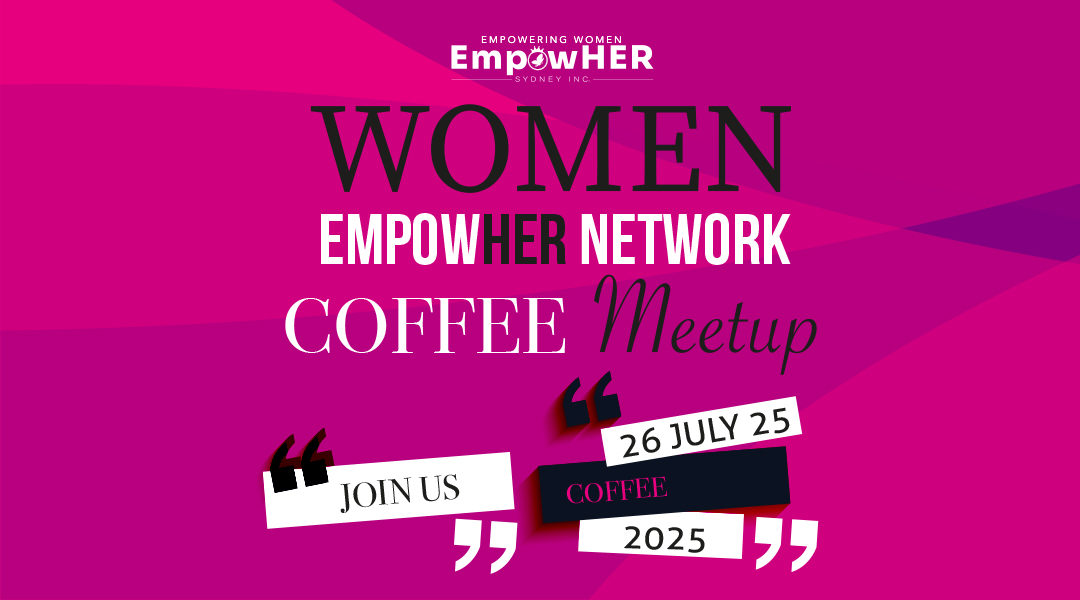 EMPOWERING WOMEN
EmpowHER
SYDNEY INC.
WOMEN
EMPOWHER NETWORK
COFFEE Meetup
JOIN US
26 JULY 25
COFFEE
2025